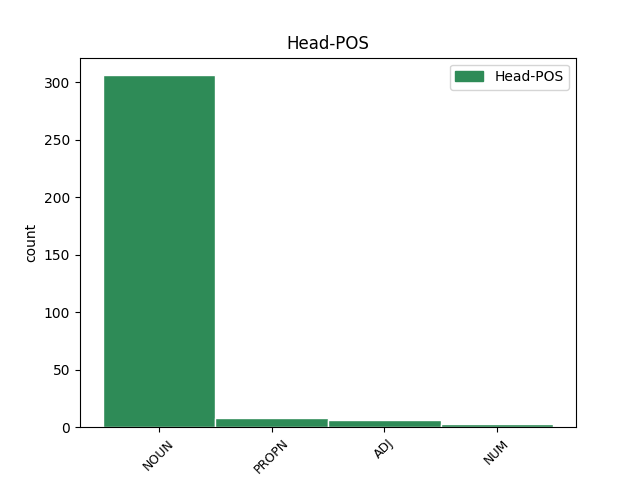 Head-POS
Head-POS
300
250
200
150
100
50
0
count
NOUN
PROPN
ADJ
NUM